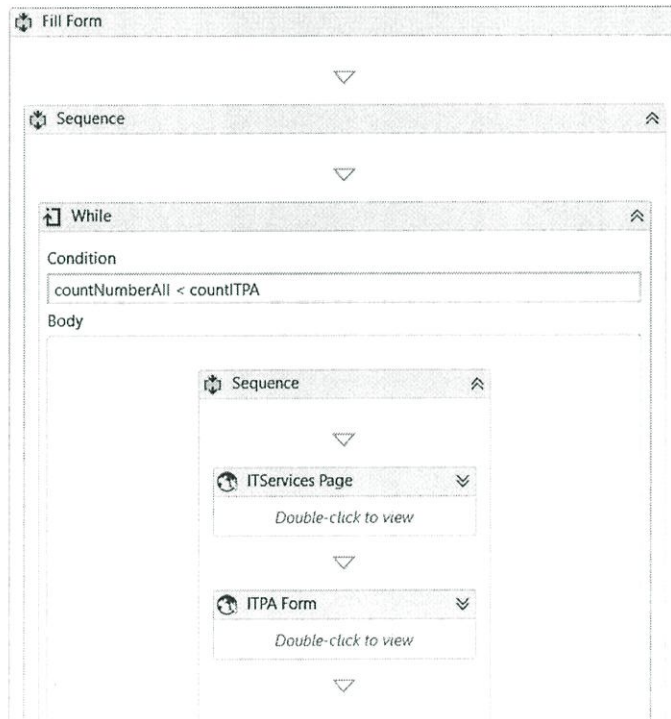 Fill Form
Sequence
While
Condition
countNumberAll < countITPA
Body
Sequence
ITServices Page
Double-click to view
ITPA Form
Double-click to view